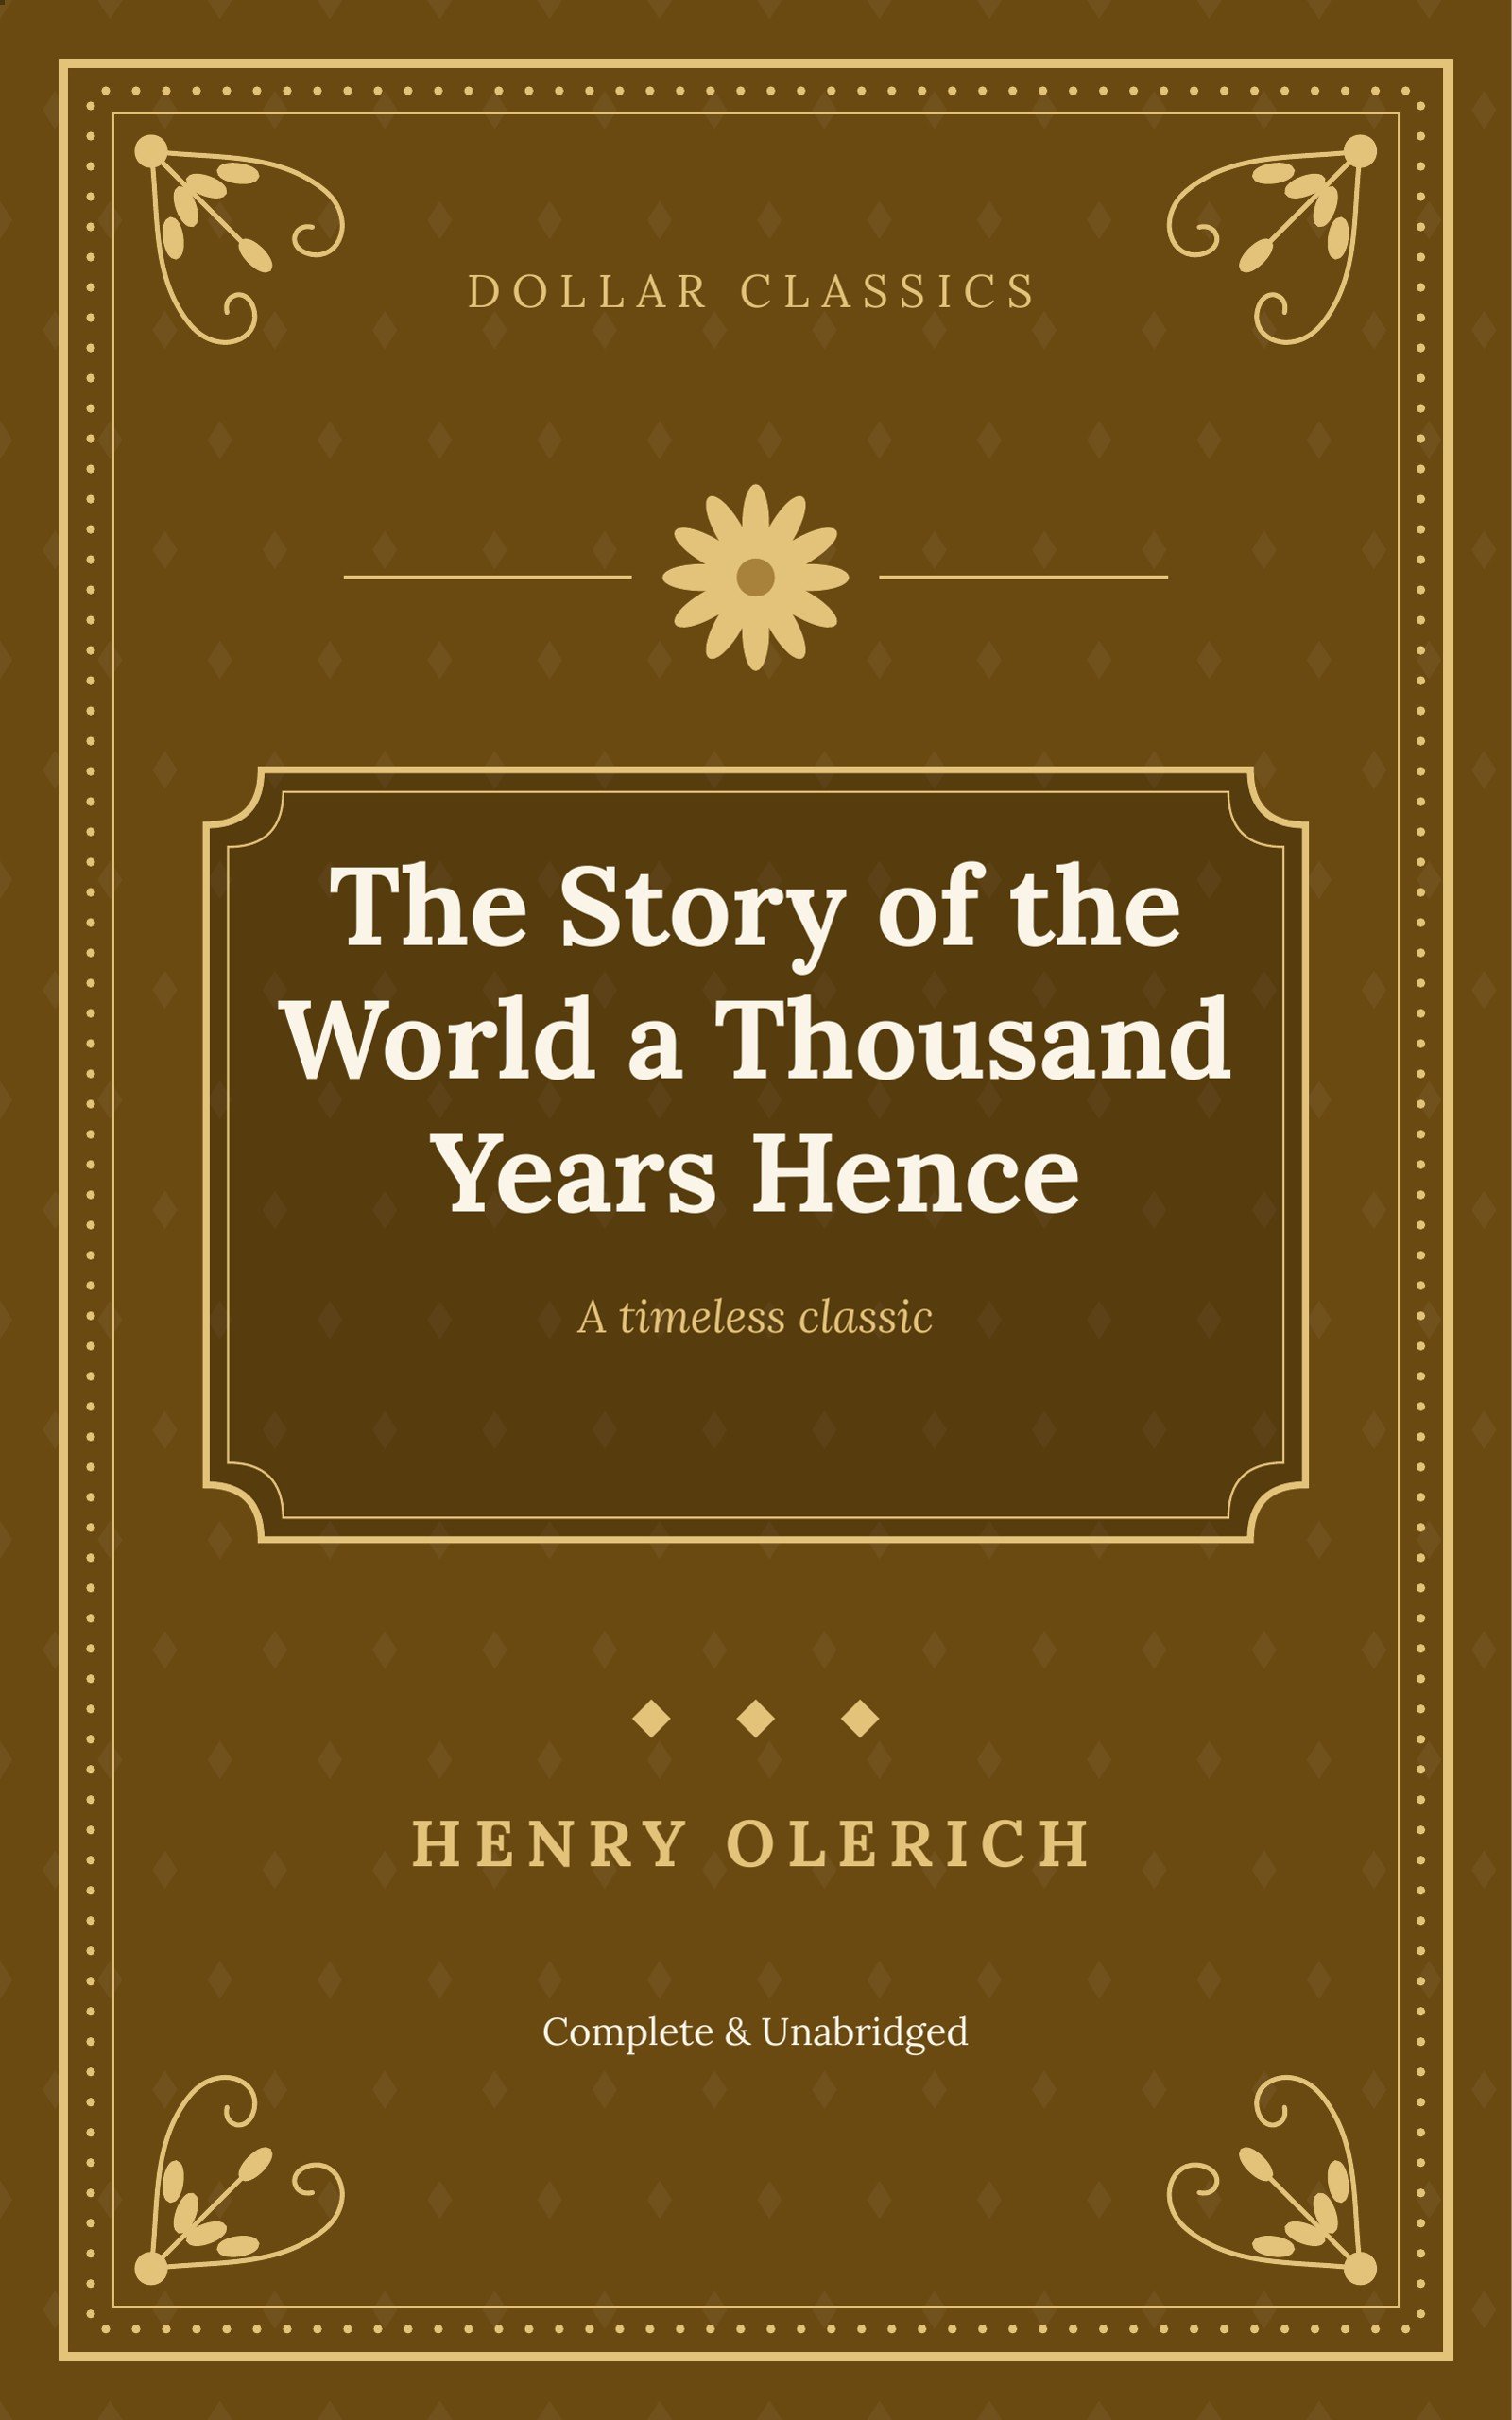 DOLLAR CLASSICS
The Story of the
World a Thousand
Years Hence
A timeless classic
HENRY OLERICH
Complete & Unabridged